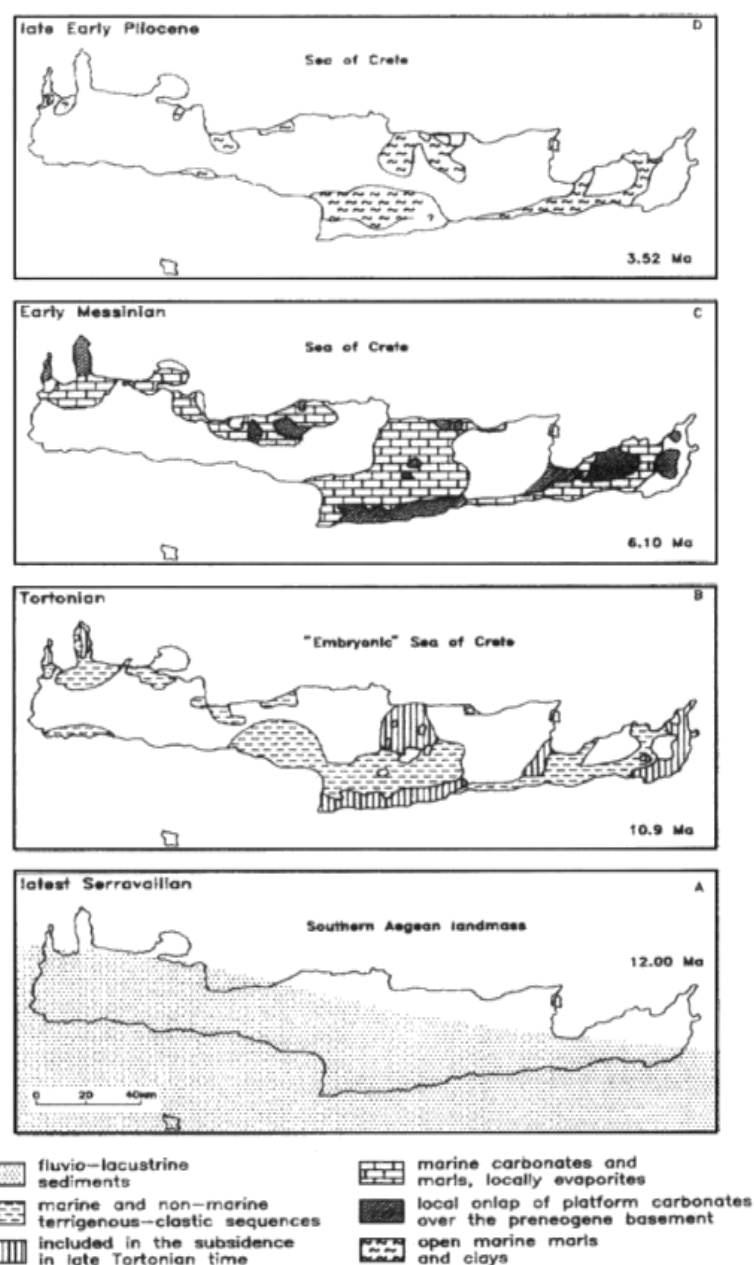 late Early Pliocene
D
Sea of Crete
?
?
3.52 Ma
Early Messinian
C
Sea of Crete
6.10 Ma
Tortonian
B
"Embryonic" Sea of Crete
10.9 Ma
latest Serravallian
A
Southern Aegean landmass
12.00 Ma
0 20 40km
fluvio-lacustrine
sediments
marine and non-marine
terrigenous-clastic sequences
included in the subsidence
in late Tortonian time
marine carbonates and
marls, locally evaporites
local onlap of platform carbonates
over the preneogene basement
open marine marls
and clays